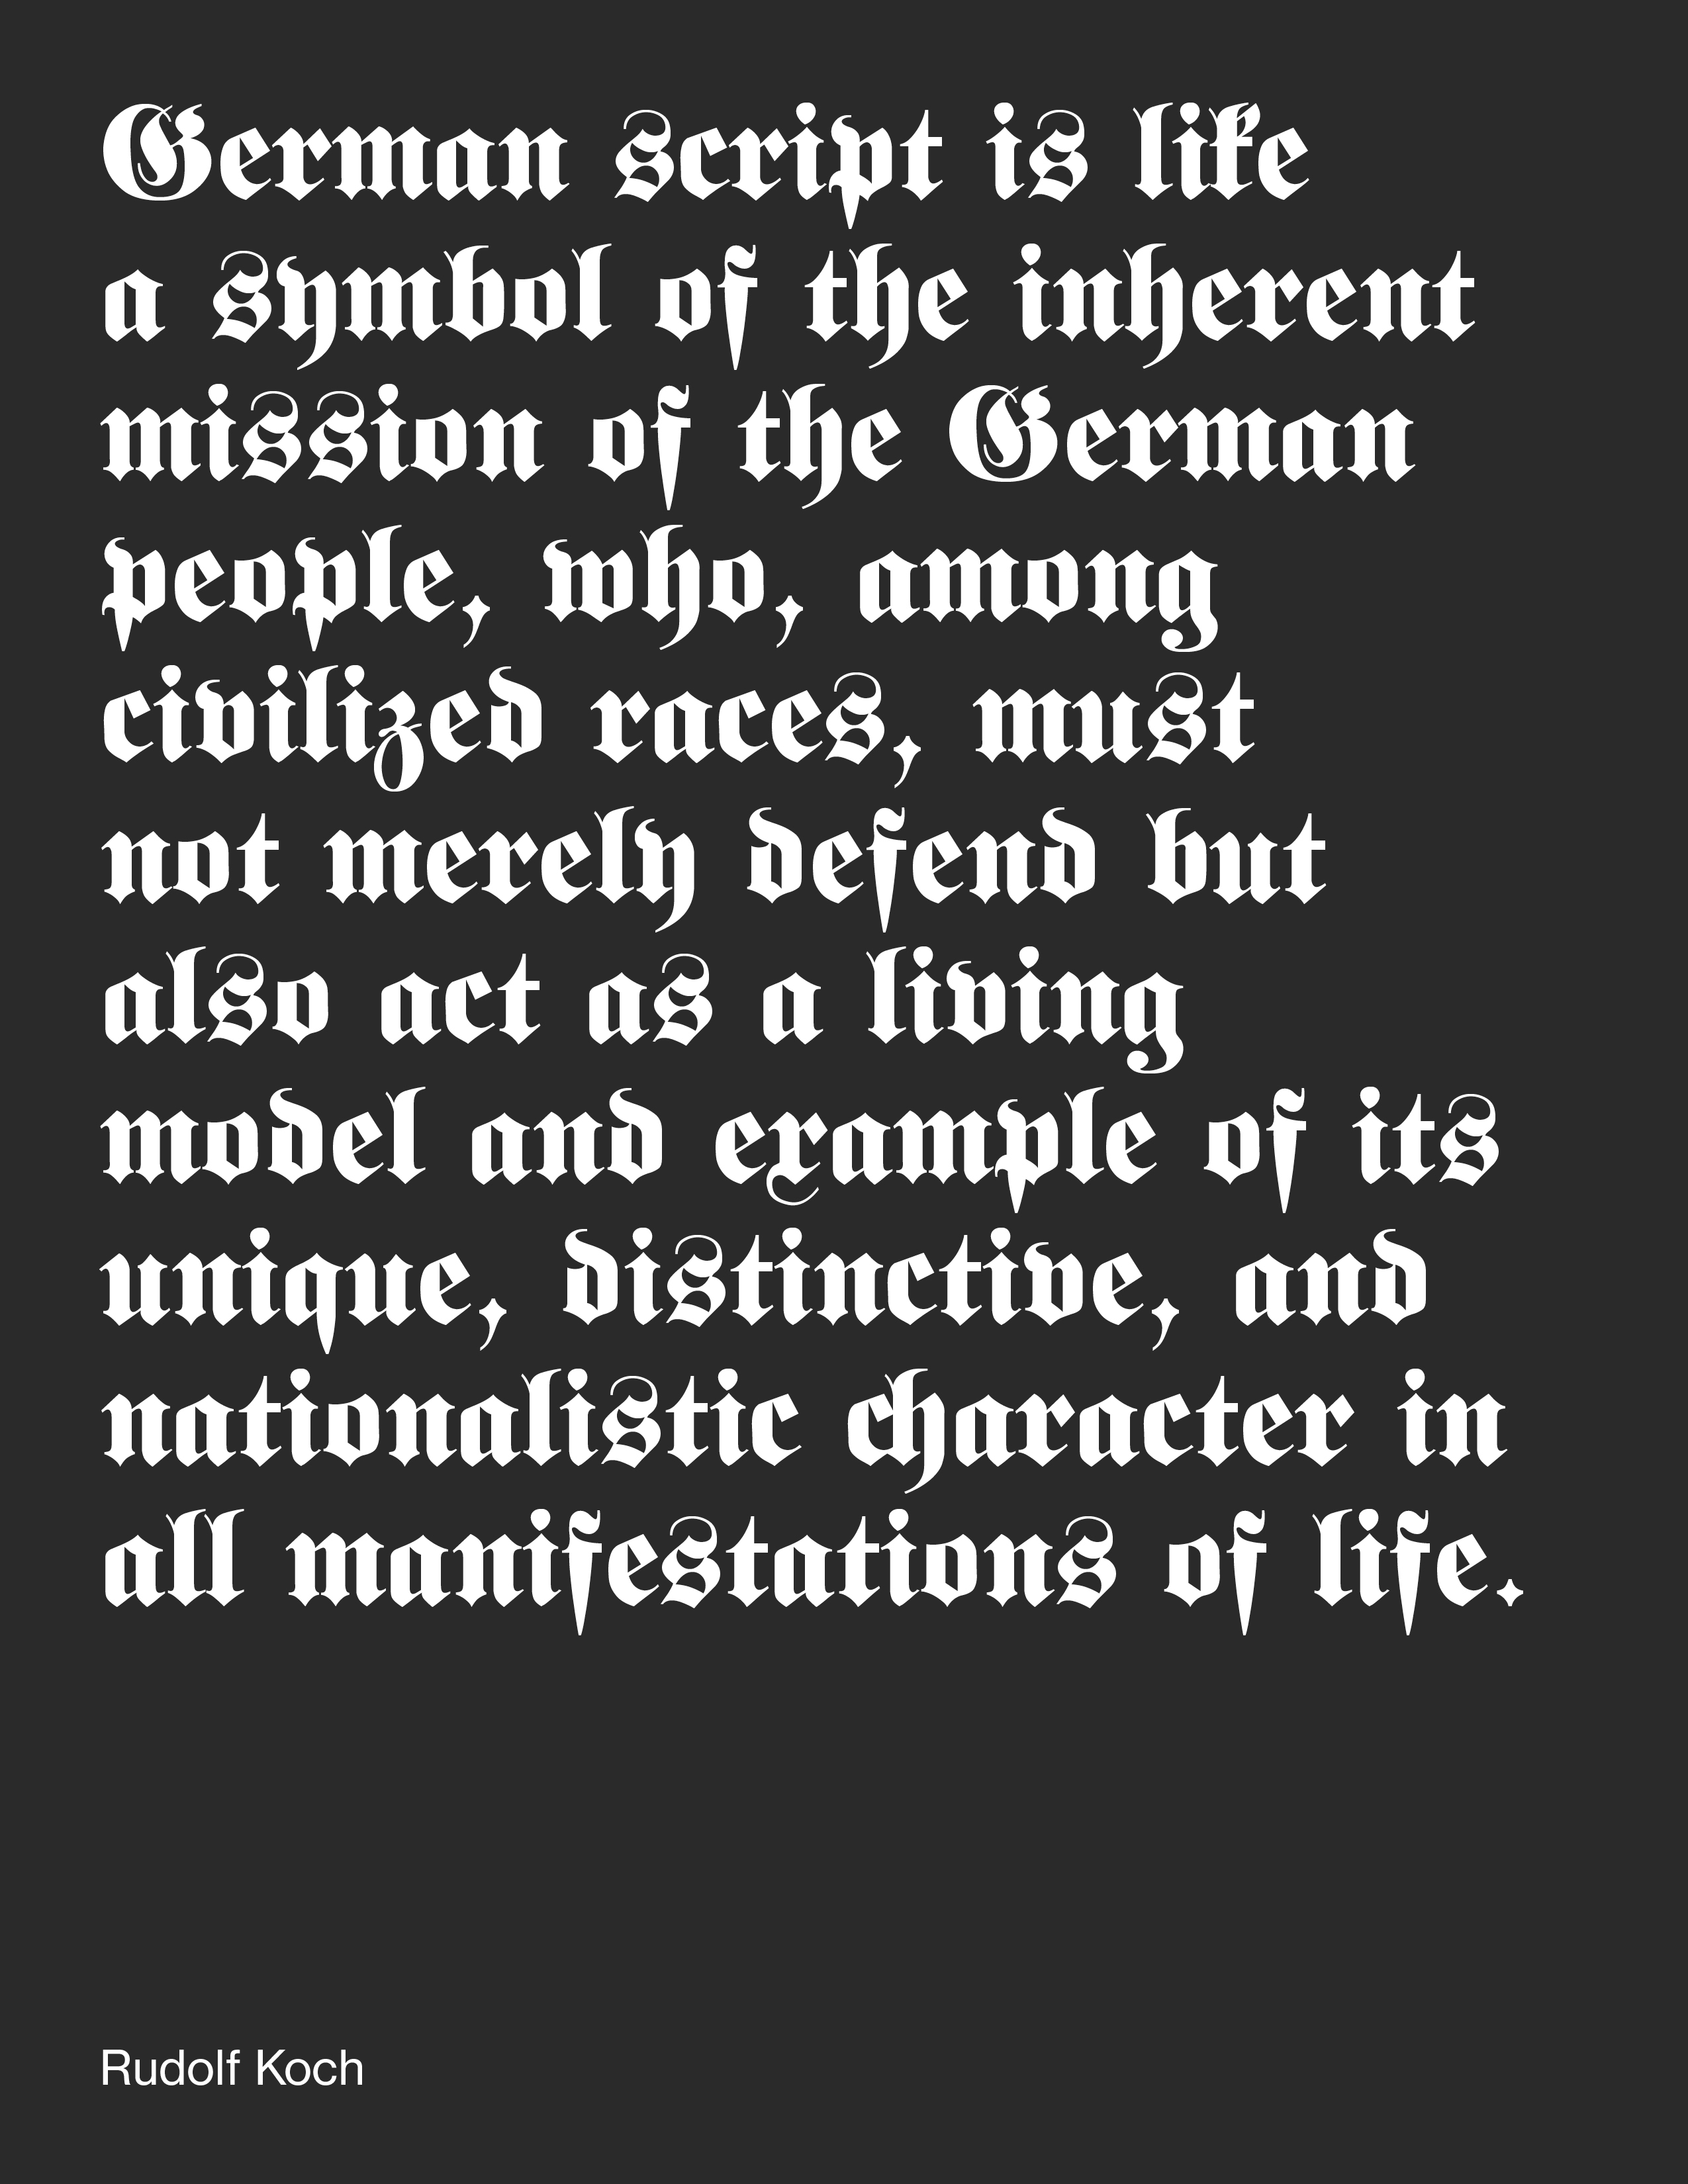 German script is like
a symbol of the inherent
mission of the German
people, who, among
civilized races, must
not merely defend but
also act as a living
model and example of its
unique, distinctive, and
nationalistic character in
all manifestations of life.
Rudolf Koch